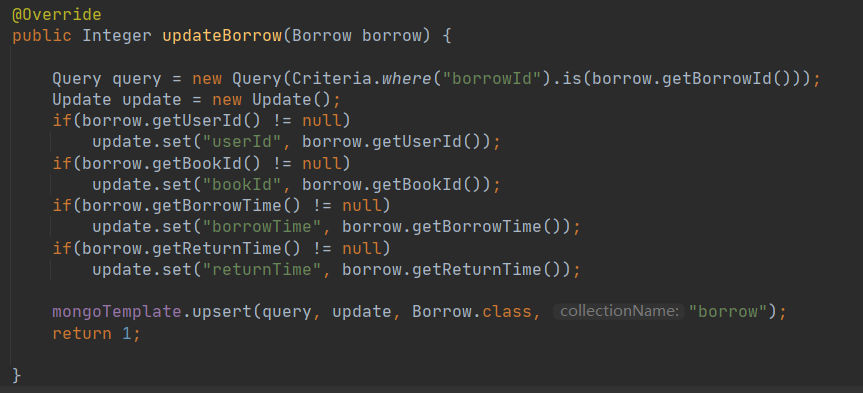 @Override
public Integer updateBorrow(Borrow borrow) {
Query query = new Query(Criteria.where("borrowId").is(borrow.getBorrowId()));
Update update = new Update();
if(borrow.getUserId() != null)
update.set("userId", borrow.getUserId());
if(borrow.getBookId() != null)
update.set("bookId", borrow.getBookId());
if(borrow.getBorrowTime() != null)
update.set("borrowTime", borrow.getBorrowTime());
if(borrow.getReturnTime() != null)
update.set("returnTime", borrow.getReturnTime());
mongoTemplate.upsert(query, update, Borrow.class, collectionName: "borrow");
return 1;
}